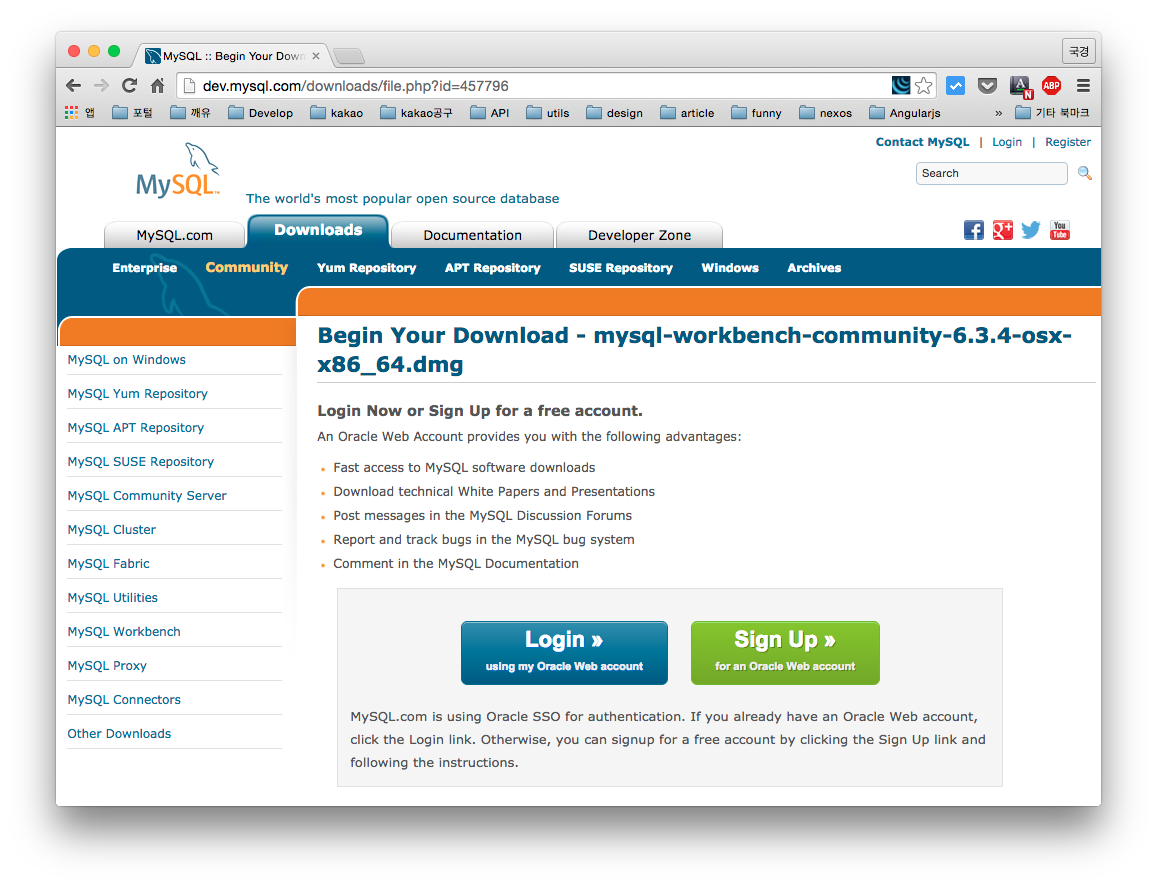 MySQL :: Begin Your Down
국경
dev.mysql.com/downloads/file.php?id=457796
앱 포털 깨유 Develop kakao kakao공구 API utils design article funny nexos Angularjs » 기타 북마크
Contact MySQL | Login | Register
MySQL™
The world's most popular open source database
Search
MySQL.com Downloads Documentation Developer Zone
You Tube
Enterprise Community Yum Repository APT Repository SUSE Repository Windows Archives
MySQL on Windows
MySQL Yum Repository
MySQL APT Repository
MySQL SUSE Repository
MySQL Community Server
MySQL Cluster
MySQL Fabric
MySQL Utilities
MySQL Workbench
MySQL Proxy
MySQL Connectors
Other Downloads
Begin Your Download - mysql-workbench-community-6.3.4-osx-
x86_64.dmg
Login Now or Sign Up for a free account.
An Oracle Web Account provides you with the following advantages:
Fast access to MySQL software downloads
Download technical White Papers and Presentations
Post messages in the MySQL Discussion Forums
Report and track bugs in the MySQL bug system
Comment in the MySQL Documentation
Login »
using my Oracle Web account
Sign Up »
for an Oracle Web account
MySQL.com is using Oracle SSO for authentication. If you already have an Oracle Web account,
click the Login link. Otherwise, you can signup for a free account by clicking the Sign Up link and
following the instructions.